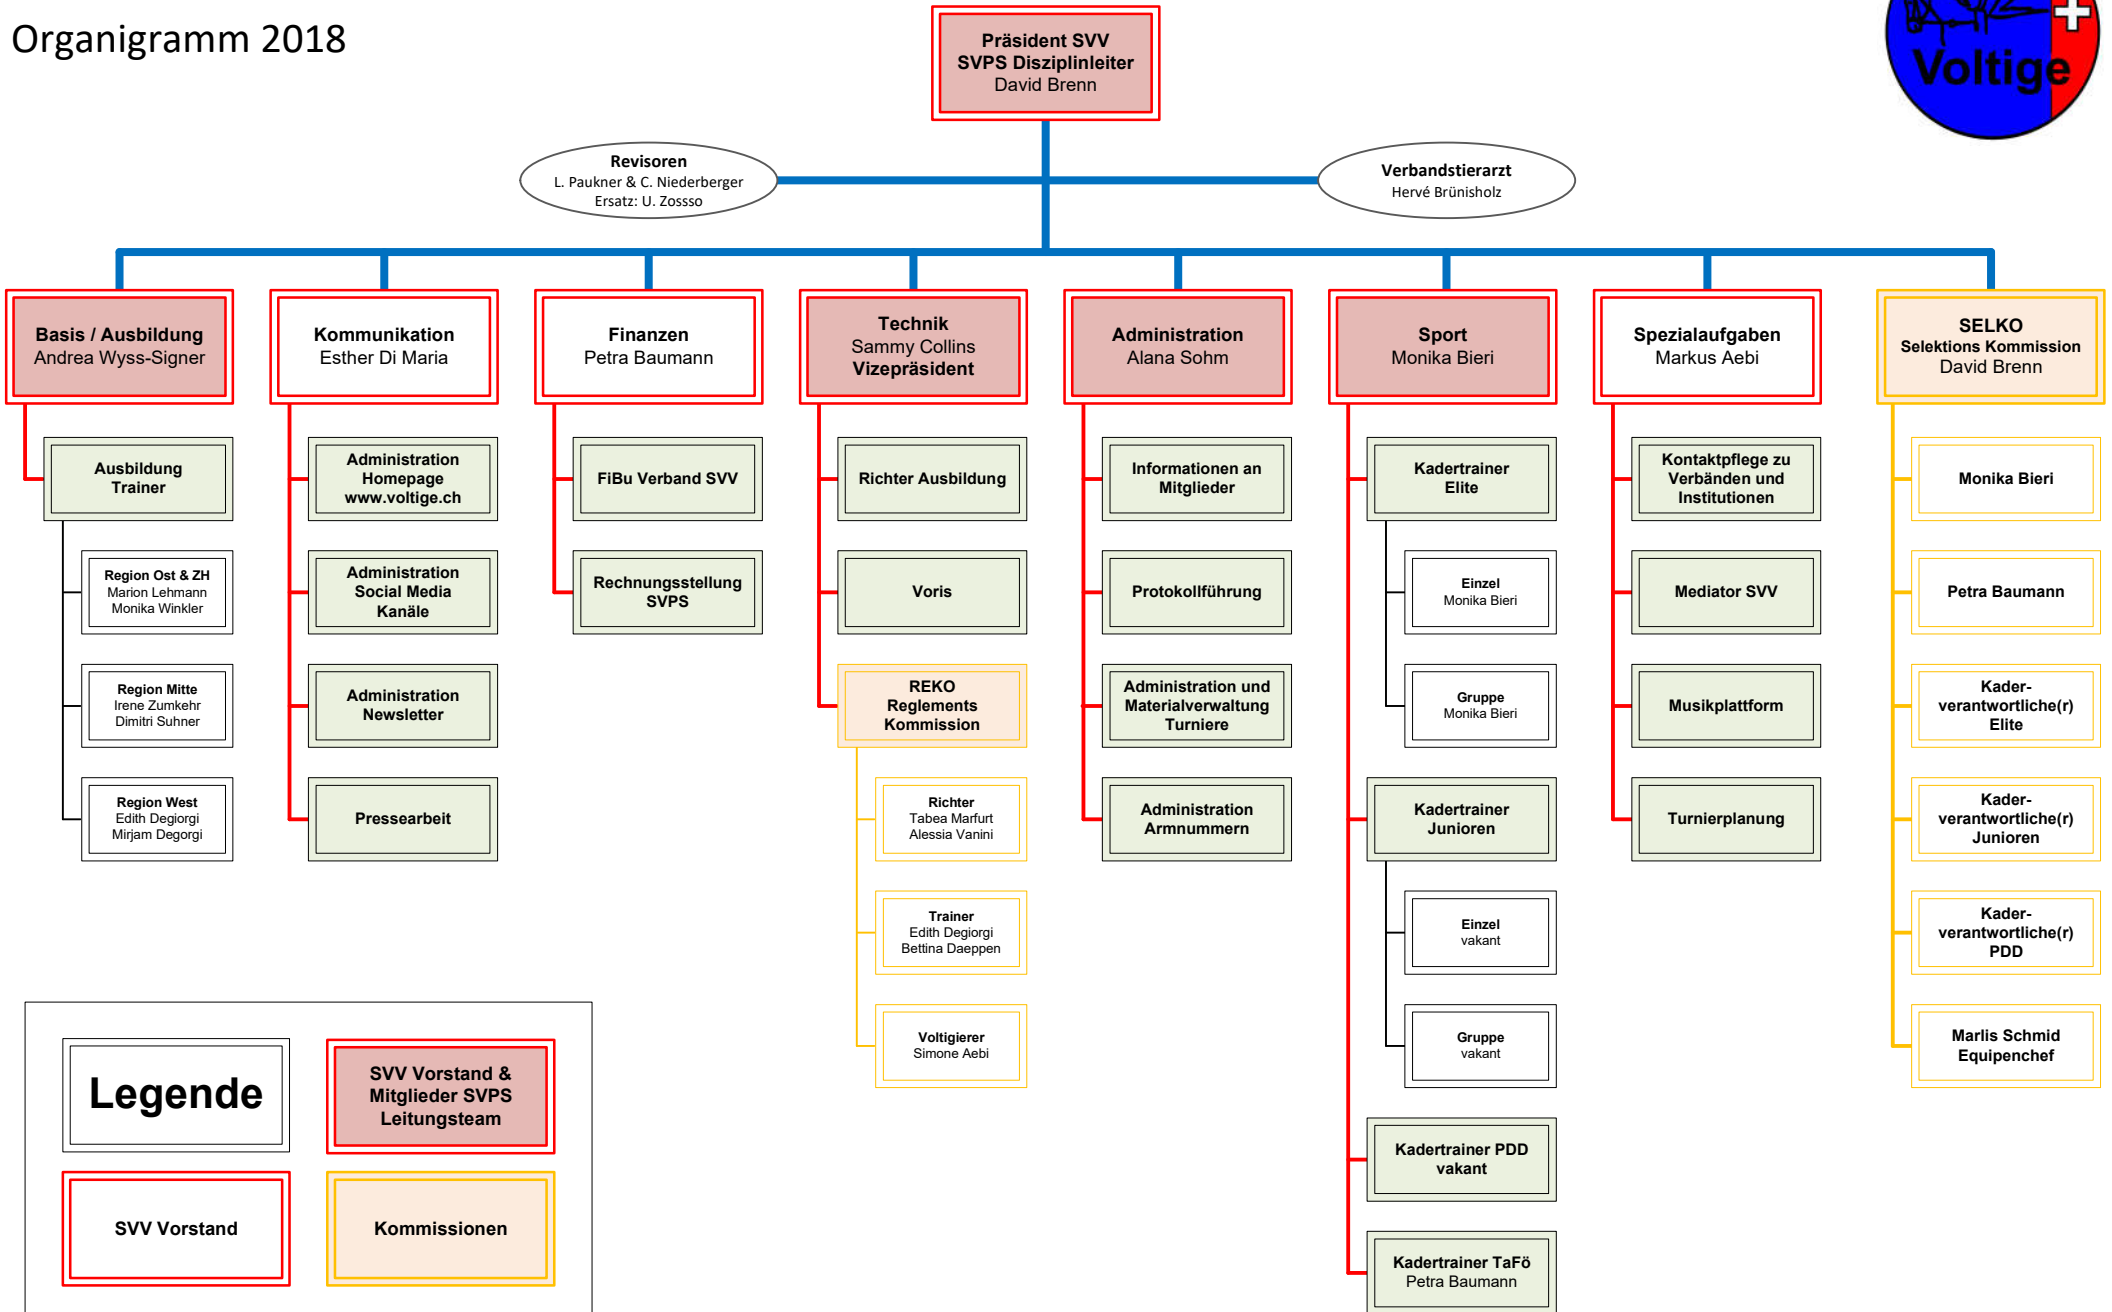 Organigramm 2018
Präsident SVV
SVPS Disziplinleiter
David Brenn
Voltige
Revisoren
L. Paukner & C. Niederberger
Ersatz: U. Zossso
Verbandstierarzt
Hervé Brünisholz
Basis / Ausbildung
Andrea Wyss-Signer
Kommunikation
Esther Di Maria
Finanzen
Petra Baumann
Technik
Sammy Collins
Vizepräsident
Administration
Alana Sohm
Sport
Monika Bieri
Spezialaufgaben
Markus Aebi
SELKO
Selektions Kommission
David Brenn
Ausbildung
Trainer
Region Ost & ZH
Marion Lehmann
Monika Winkler
Region Mitte
Irene Zumkehr
Dimitri Suhner
Region West
Edith Degiorgi
Mirjam Degorgi
Administration
Homepage
www.voltige.ch
Administration
Social Media
Kanäle
Administration
Newsletter
Pressearbeit
FiBu Verband SVV
Rechnungsstellung
SVPS
Richter Ausbildung
Voris
REKO
Reglements
Kommission
Richter
Tabea Marfurt
Alessia Vanini
Trainer
Edith Degiorgi
Bettina Daeppen
Voltigierer
Simone Aebi
Informationen an
Mitglieder
Protokollführung
Administration und
Materialverwaltung
Turniere
Administration
Armnummern
Kadertrainer
Elite
Einzel
Monika Bieri
Gruppe
Monika Bieri
Kadertrainer
Junioren
Einzel
vakant
Gruppe
vakant
Kadertrainer PDD
vakant
Kadertrainer TaFö
Petra Baumann
Kontaktpflege zu
Verbänden und
Institutionen
Mediator SVV
Musikplattform
Turnierplanung
Monika Bieri
Petra Baumann
Kader-
verantwortliche(r)
Elite
Kader-
verantwortliche(r)
Junioren
Kader-
verantwortliche(r)
PDD
Marlis Schmid
Equipenchef
Legende
SVV Vorstand &
Mitglieder SVPS
Leitungsteam
SVV Vorstand
Kommissionen